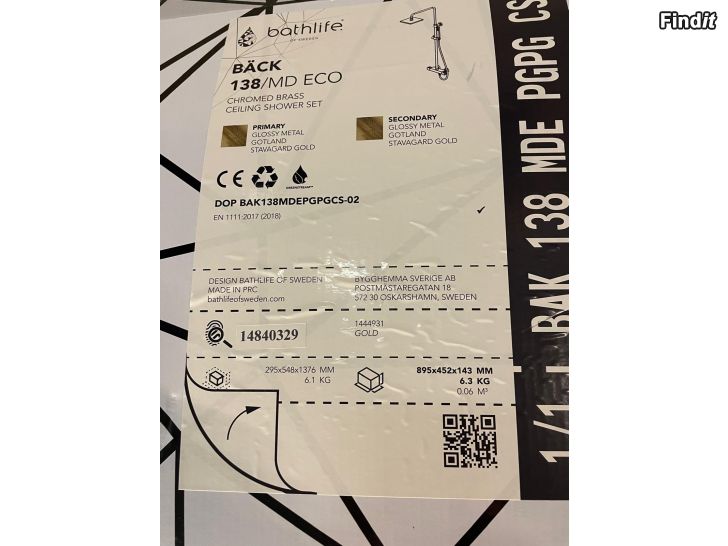 Findit
bathlife
OF SWEDEN
BÄCK
138/MD ECO
CHROMED BRASS
CEILING SHOWER SET
PRIMARY
GLOSSY METAL
GOTLAND
STAVAGARD GOLD
SECONDARY
GLOSSY METAL
GOTLAND
STAVAGARD GOLD
CE
GREENSTREAM™
DOP BAK138MDEPGPGCS-02
EN 1111:2017 (2018)
DESIGN BATHLIFE OF SWEDEN
MADE IN PRC
bathlifeofsweden.com
BYGGHEMMA SVERIGE AB
POSTMÄSTAREGATAN 18
572 30 OSKARSHAMN, SWEDEN
14840329
1444931
GOLD
295x548x1376 MM
6.1 KG
895x452x143 MM
6.3 KG
0.06 M³
BAK 138 MDE PGPG CS